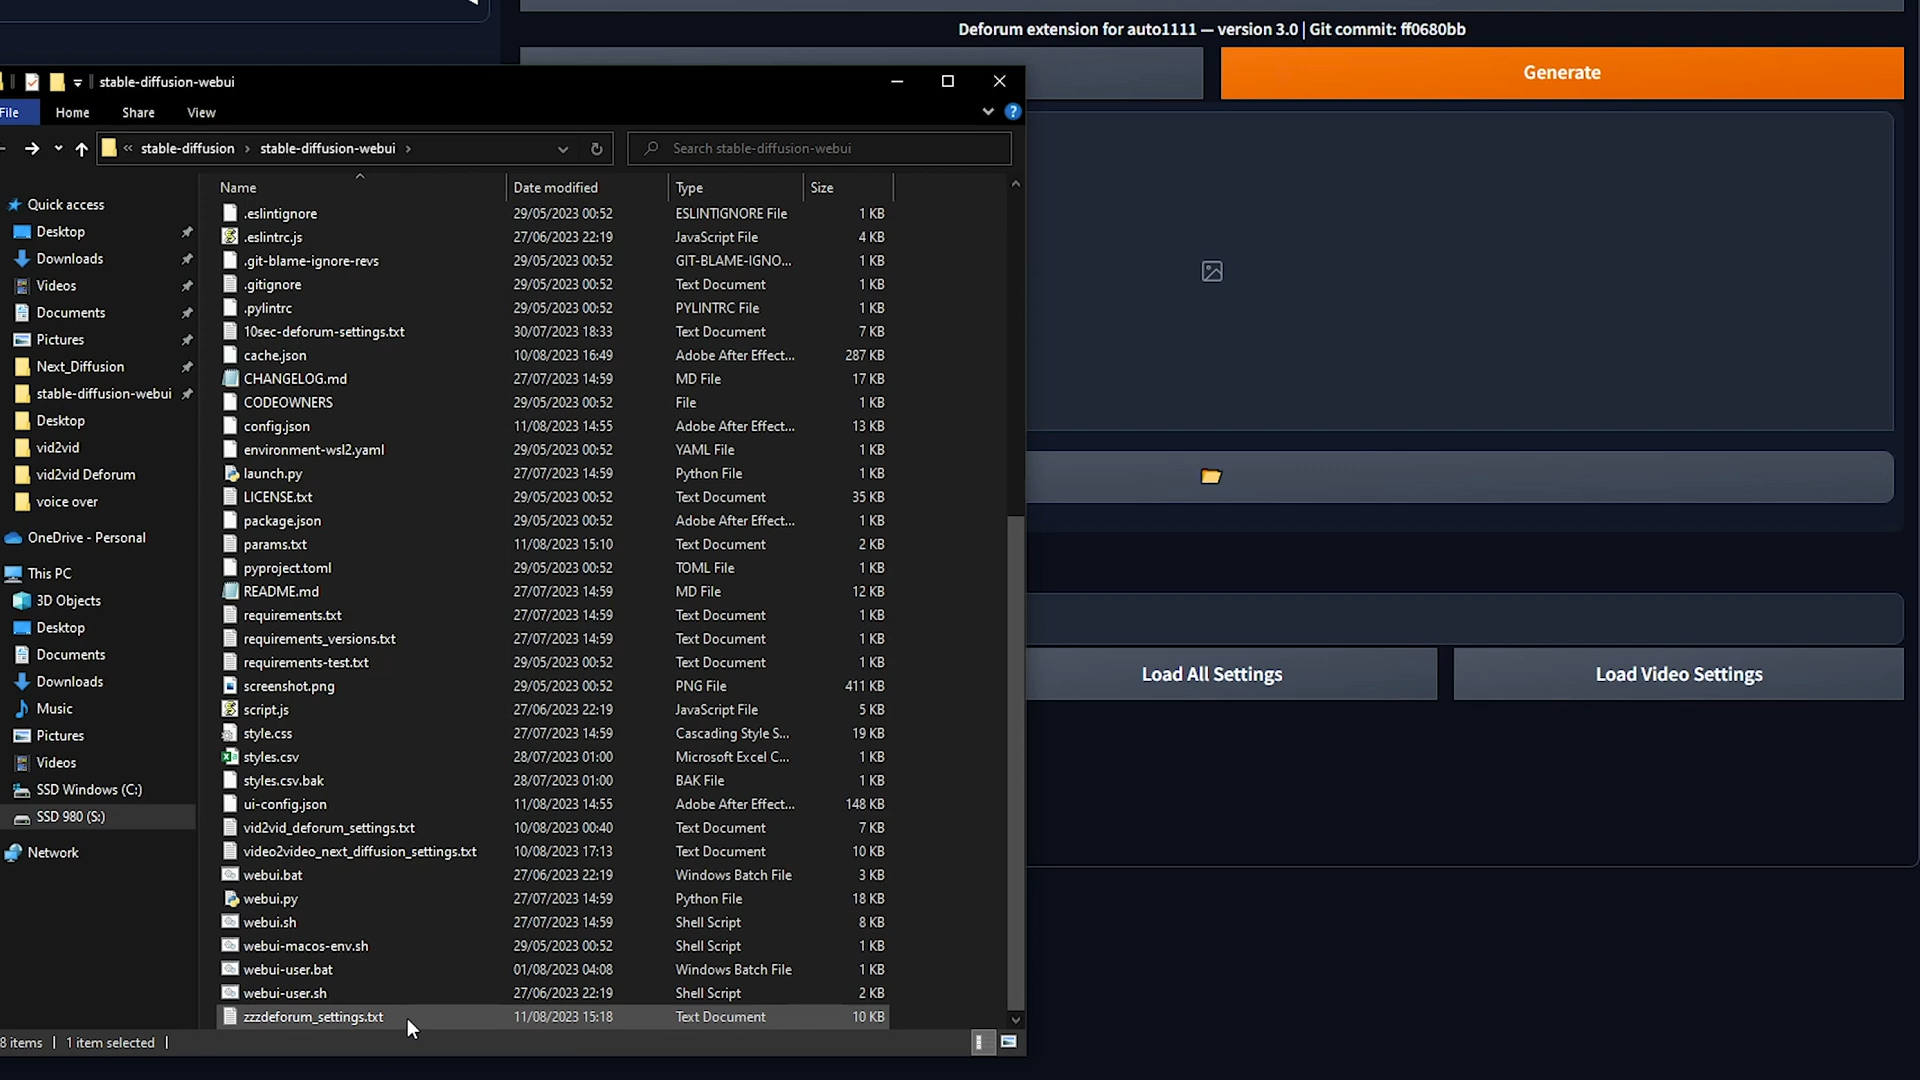 Deforum extension for auto1111 — version 3.0 | Git commit: ff0680bb
Generate
stable-diffusion-webui
File Home Share View
« stable-diffusion › stable-diffusion-webui ›
Search stable-diffusion-webui
Name Date modified Type Size
Quick access
Desktop
Downloads
Videos
Documents
Pictures
Next_Diffusion
stable-diffusion-webui
Desktop
vid2vid
vid2vid Deforum
voice over
OneDrive - Personal
This PC
3D Objects
Desktop
Documents
Downloads
Music
Pictures
Videos
SSD Windows (C:)
SSD 980 (S:)
Network
.eslintignore 29/05/2023 00:52 ESLINTIGNORE File 1 KB
.eslintrc.js 27/06/2023 22:19 JavaScript File 4 KB
.git-blame-ignore-revs 29/05/2023 00:52 GIT-BLAME-IGNO... 1 KB
.gitignore 29/05/2023 00:52 Text Document 1 KB
.pylintrc 29/05/2023 00:52 PYLINTRC File 1 KB
10sec-deforum-settings.txt 30/07/2023 18:33 Text Document 7 KB
cache.json 10/08/2023 16:49 Adobe After Effect... 287 KB
CHANGELOG.md 27/07/2023 14:59 MD File 17 KB
CODEOWNERS 29/05/2023 00:52 File 1 KB
config.json 11/08/2023 14:55 Adobe After Effect... 13 KB
environment-wsl2.yaml 29/05/2023 00:52 YAML File 1 KB
launch.py 27/07/2023 14:59 Python File 1 KB
LICENSE.txt 29/05/2023 00:52 Text Document 35 KB
package.json 29/05/2023 00:52 Adobe After Effect... 1 KB
params.txt 11/08/2023 15:10 Text Document 2 KB
pyproject.toml 29/05/2023 00:52 TOML File 1 KB
README.md 27/07/2023 14:59 MD File 12 KB
requirements.txt 27/07/2023 14:59 Text Document 1 KB
requirements_versions.txt 27/07/2023 14:59 Text Document 1 KB
requirements-test.txt 29/05/2023 00:52 Text Document 1 KB
screenshot.png 29/05/2023 00:52 PNG File 411 KB
script.js 27/06/2023 22:19 JavaScript File 5 KB
style.css 27/07/2023 14:59 Cascading Style S... 19 KB
styles.csv 28/07/2023 01:00 Microsoft Excel C... 1 KB
styles.csv.bak 28/07/2023 01:00 BAK File 1 KB
ui-config.json 11/08/2023 14:55 Adobe After Effect... 148 KB
vid2vid_deforum_settings.txt 10/08/2023 00:40 Text Document 7 KB
video2video_next_diffusion_settings.txt 10/08/2023 17:13 Text Document 10 KB
webui.bat 27/06/2023 22:19 Windows Batch File 3 KB
webui.py 27/07/2023 14:59 Python File 18 KB
webui.sh 27/07/2023 14:59 Shell Script 8 KB
webui-macos-env.sh 29/05/2023 00:52 Shell Script 1 KB
webui-user.bat 01/08/2023 04:08 Windows Batch File 1 KB
webui-user.sh 27/06/2023 22:19 Shell Script 2 KB
zzzdeforum_settings.txt 11/08/2023 15:18 Text Document 10 KB
8 items 1 item selected
Load All Settings
Load Video Settings